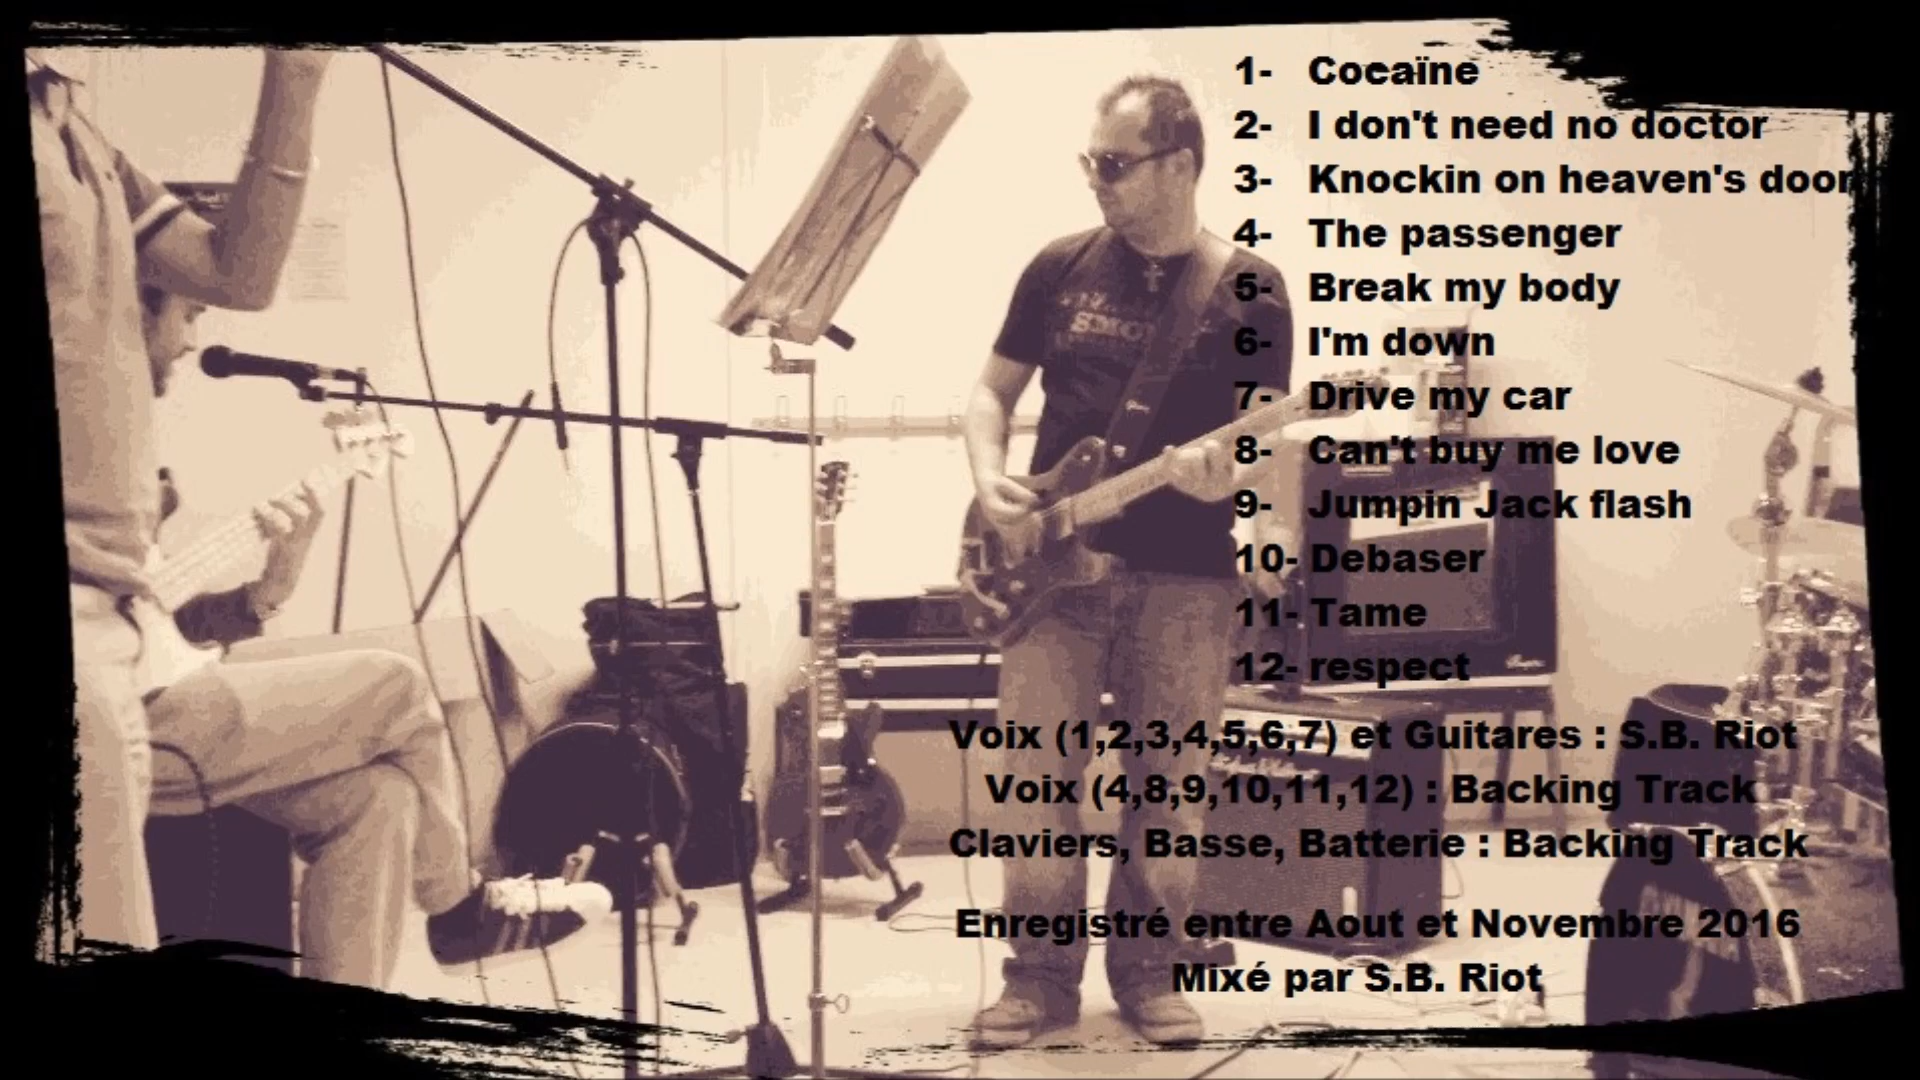 1- Cocaïne
2- I don't need no doctor
3- Knockin on heaven's door
4- The passenger
5- Break my body
6- I'm down
7- Drive my car
8- Can't buy me love
9- Jumpin Jack flash
10- Debaser
11- Tame
12- respect
Voix (1,2,3,4,5,6,7) et Guitares : S.B. Riot
Voix (4,8,9,10,11,12) : Backing Track
Claviers, Basse, Batterie : Backing Track
Enregistré entre Aout et Novembre 2016
Mixé par S.B. Riot